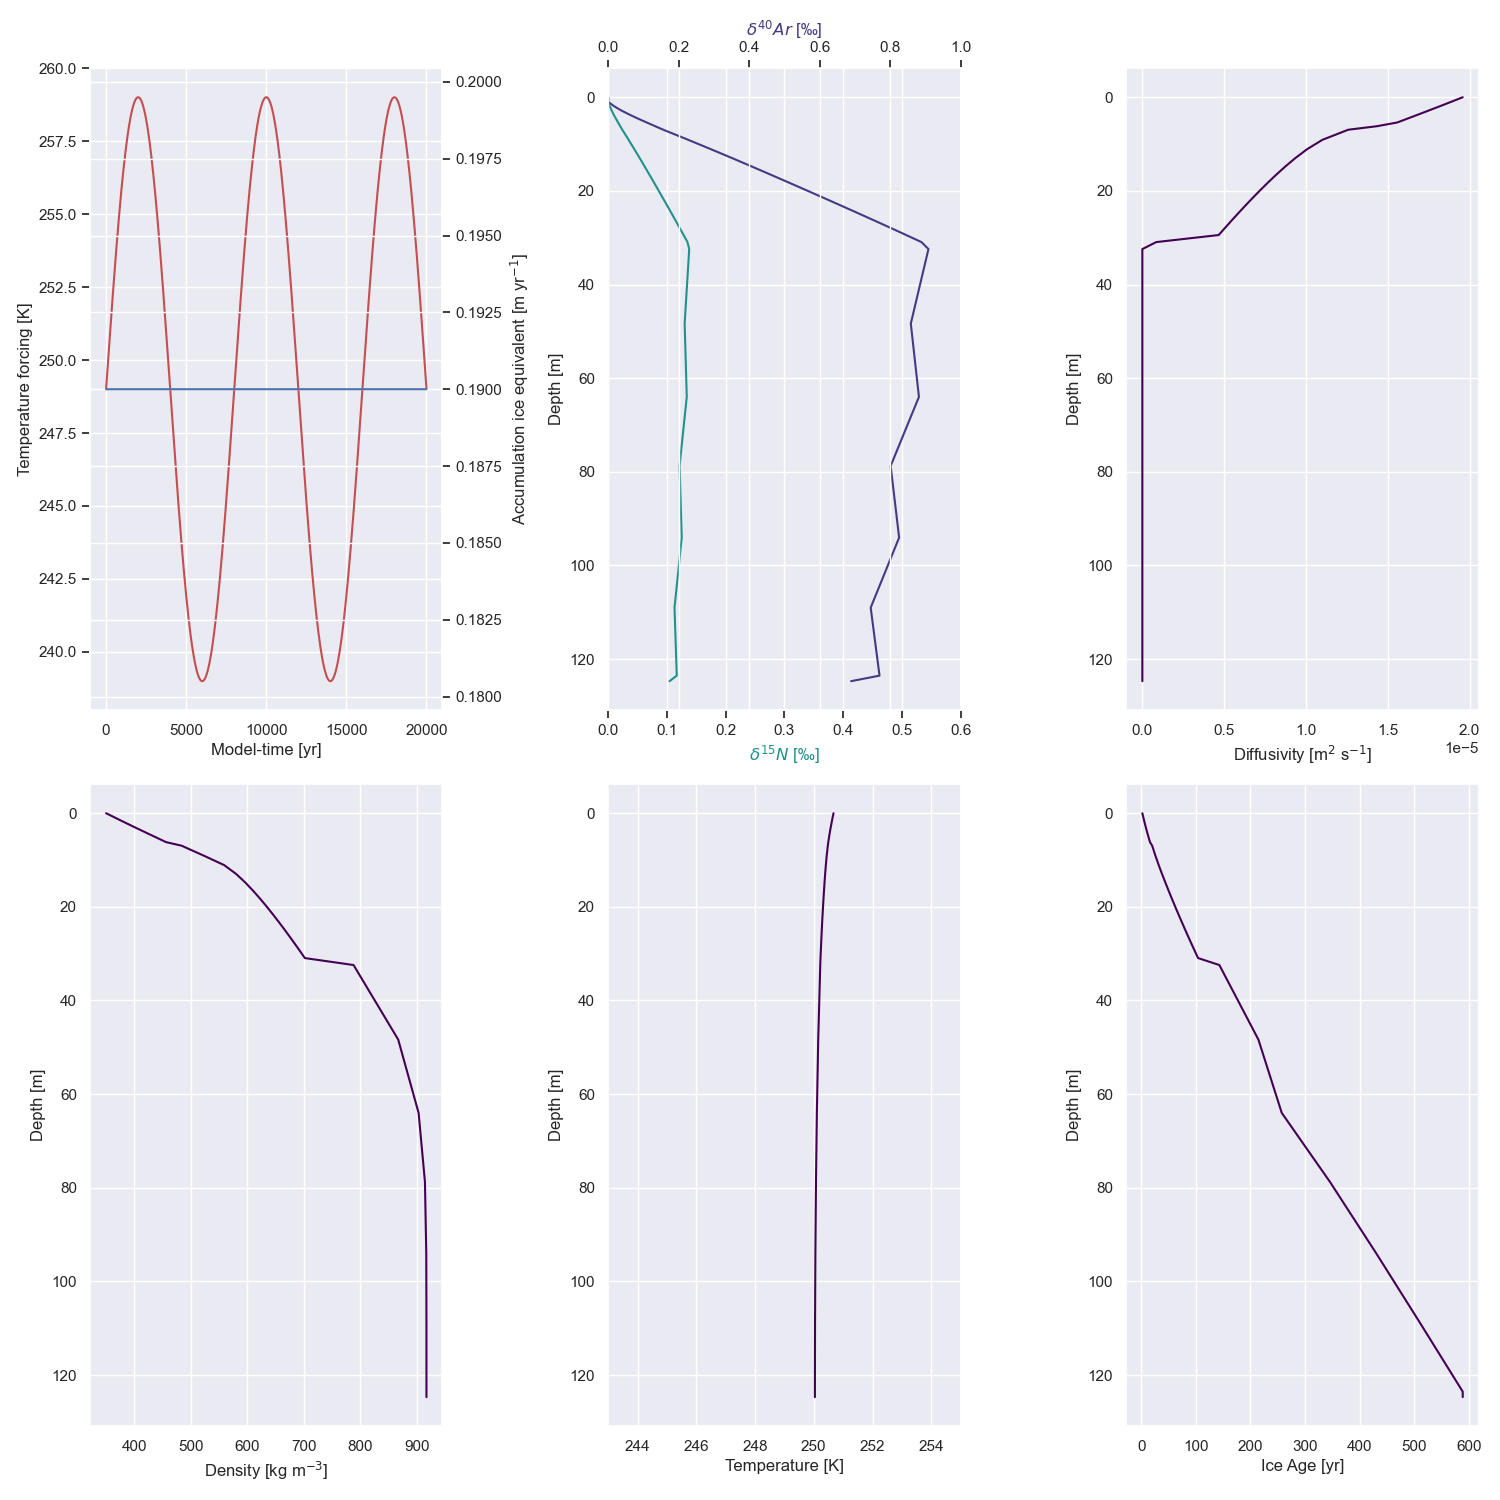 δ⁴⁰Ar [‰]
0.0 0.2 0.4 0.6 0.8 1.0
260.0
257.5
255.0
252.5
250.0
247.5
245.0
242.5
240.0
Temperature forcing [K]
0 5000 10000 15000 20000
Model-time [yr]
0.2000
0.1975
0.1950
0.1925
0.1900
0.1875
0.1850
0.1825
0.1800
Accumulation ice equivalent [m yr⁻¹]
0
20
40
60
80
100
120
Depth [m]
0.0 0.1 0.2 0.3 0.4 0.5 0.6
δ¹⁵N [‰]
0
20
40
60
80
100
120
Depth [m]
0.0 0.5 1.0 1.5 2.0
1e−5
Diffusivity [m² s⁻¹]
0
20
40
60
80
100
120
Depth [m]
400 500 600 700 800 900
Density [kg m⁻³]
0
20
40
60
80
100
120
Depth [m]
244 246 248 250 252 254
Temperature [K]
0
20
40
60
80
100
120
Depth [m]
0 100 200 300 400 500 600
Ice Age [yr]